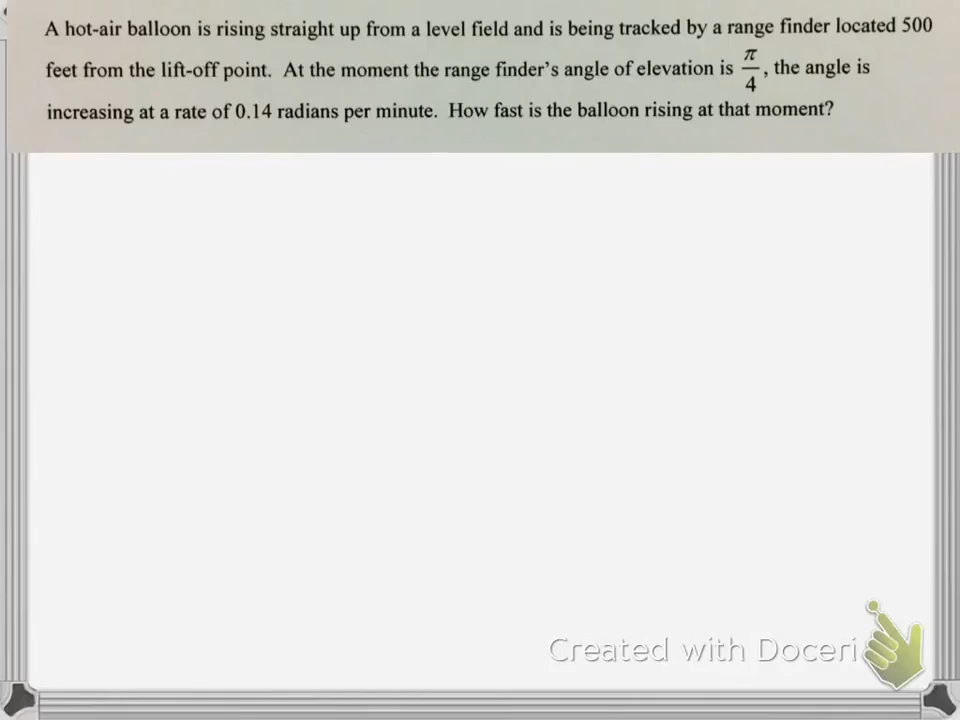 A hot-air balloon is rising straight up from a level field and is being tracked by a range finder located 500
feet from the lift-off point.  At the moment the range finder's angle of elevation is π/4, the angle is
increasing at a rate of 0.14 radians per minute.  How fast is the balloon rising at that moment?
Created with Doceri